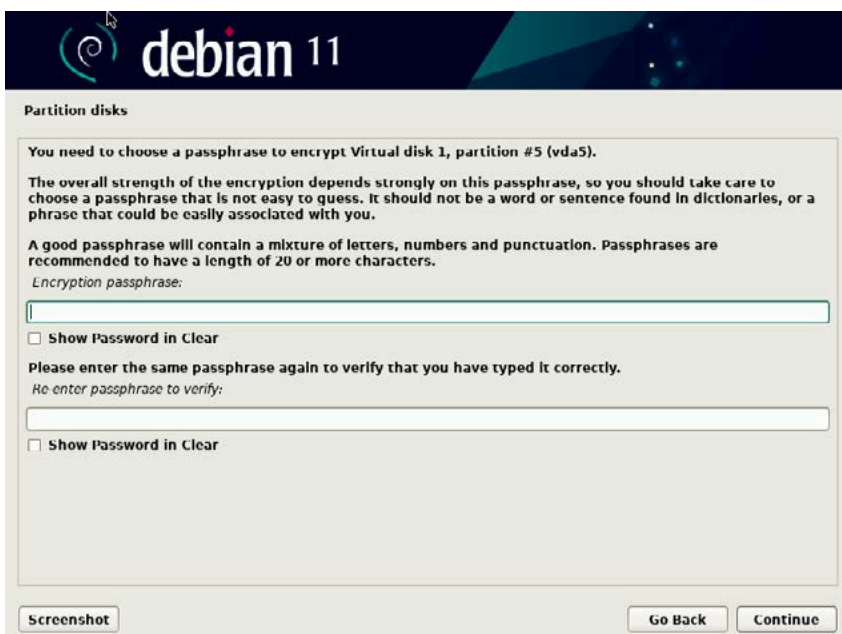 debian 11
Partition disks
You need to choose a passphrase to encrypt Virtual disk 1, partition #5 (vda5).
The overall strength of the encryption depends strongly on this passphrase, so you should take care to
choose a passphrase that is not easy to guess. It should not be a word or sentence found in dictionaries, or a
phrase that could be easily associated with you.
A good passphrase will contain a mixture of letters, numbers and punctuation. Passphrases are
recommended to have a length of 20 or more characters.
Encryption passphrase:
Show Password in Clear
Please enter the same passphrase again to verify that you have typed it correctly.
Re-enter passphrase to verify:
Show Password in Clear
Screenshot
Go Back
Continue